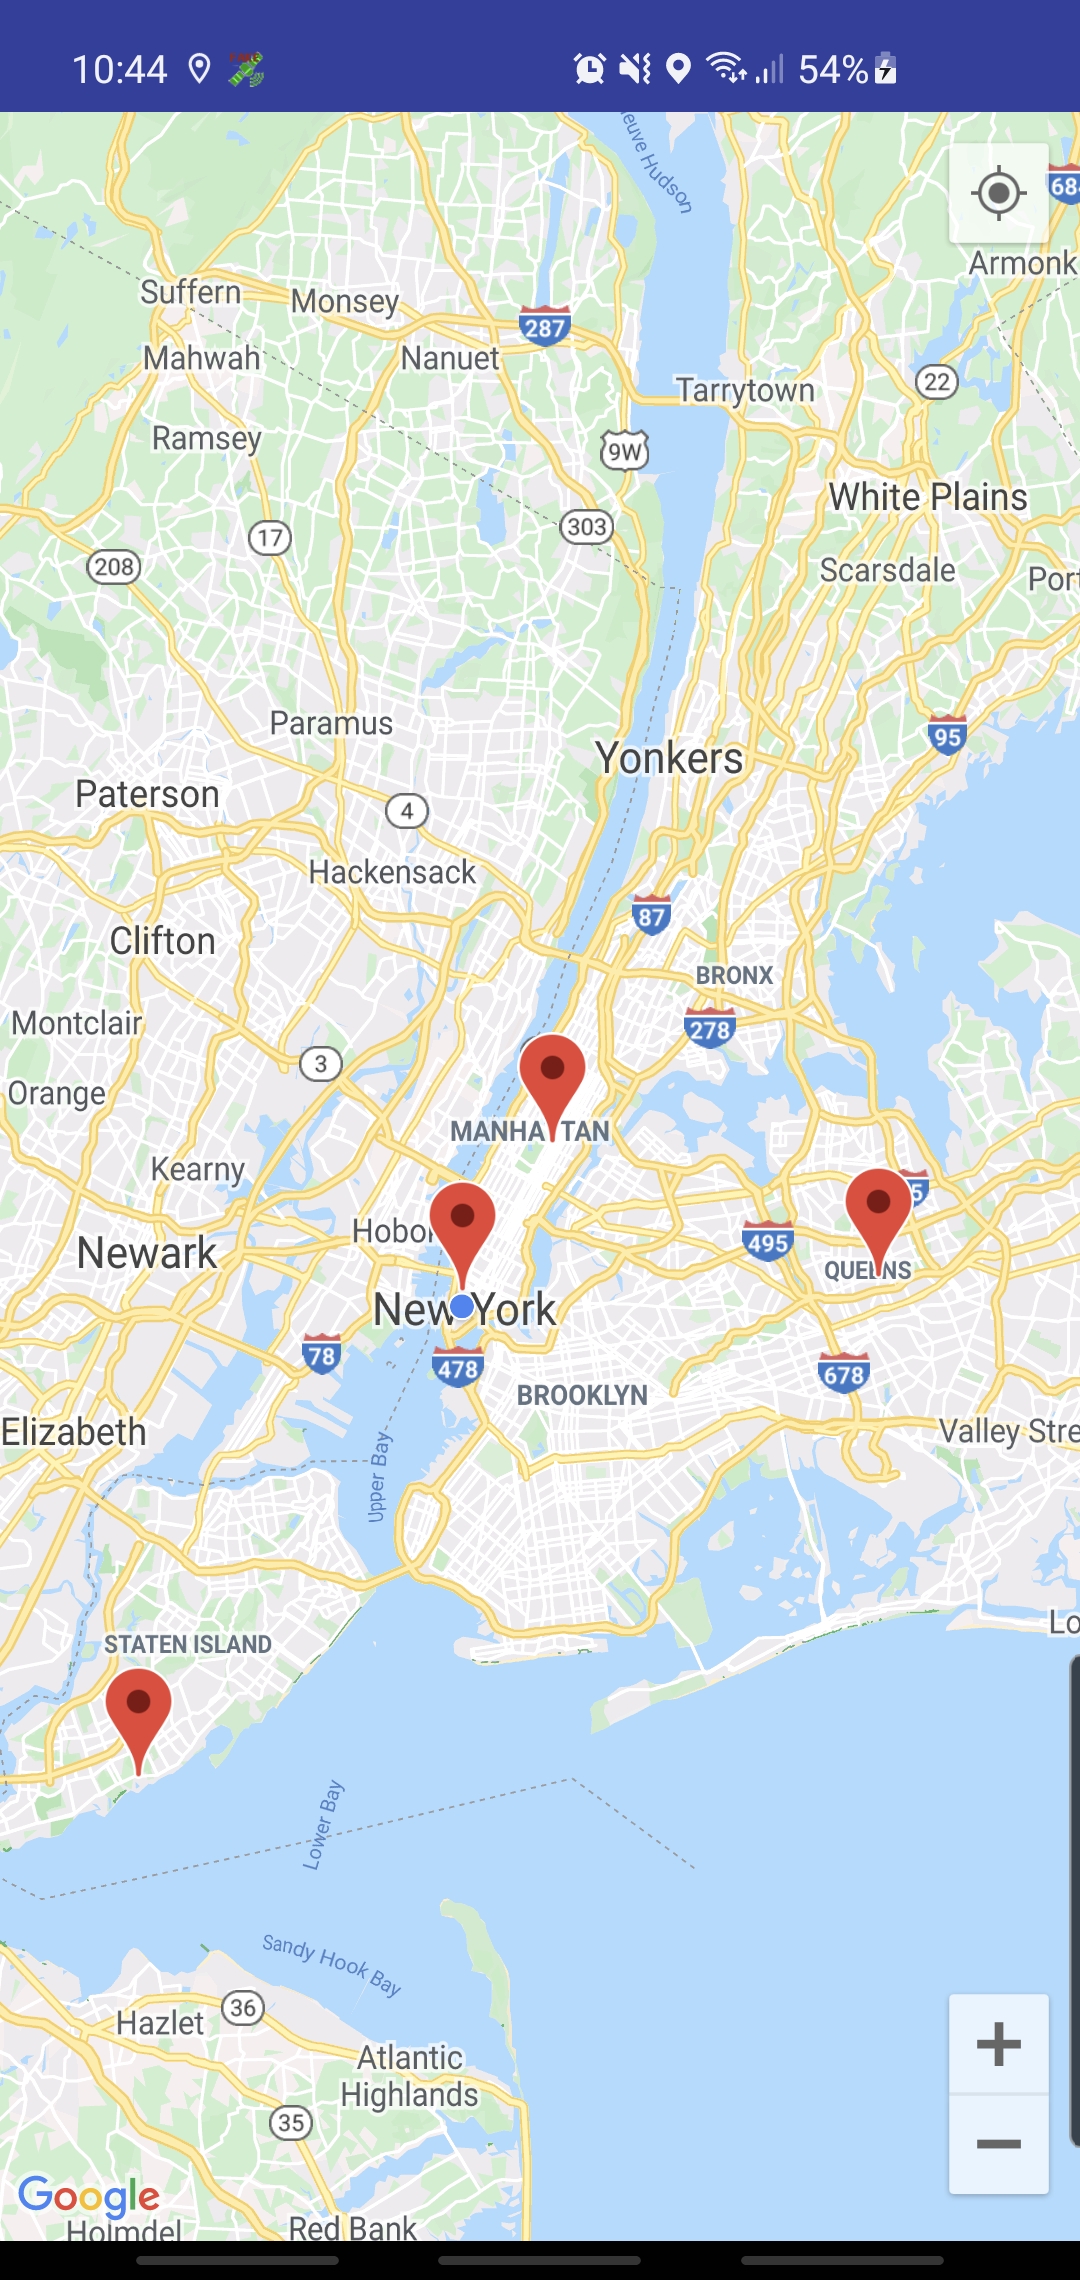 10:44
54%
euve Hudson
684
Armonk
Suffern
Monsey
287
Mahwah
Nanuet
Tarrytown
22
Ramsey
9W
White Plains
17
303
208
Scarsdale
Port
Paramus
95
Yonkers
Paterson
4
Hackensack
87
Clifton
BRONX
278
Montclair
3
Orange
MANHA TAN
Kearny
5
Hobo
495
Newark
QUEENS
New York
78
478
678
BROOKLYN
Elizabeth
Valley Stre
Upper Bay
Lo
STATEN ISLAND
Lower Bay
Sandy Hook Bay
36
Hazlet
Atlantic
Highlands
35
Google
Holmdel
Red Bank